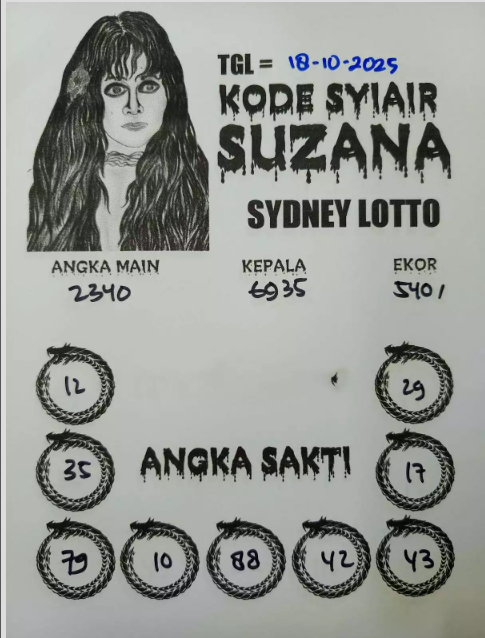 TGL = 18-10-2025
KODE SYIAIR
SUZANA
SYDNEY LOTTO
ANGKA MAIN KEPALA EKOR
2340 6935 5401
12 29
35 ANGKA SAKTI 17
79 10 88 42 43